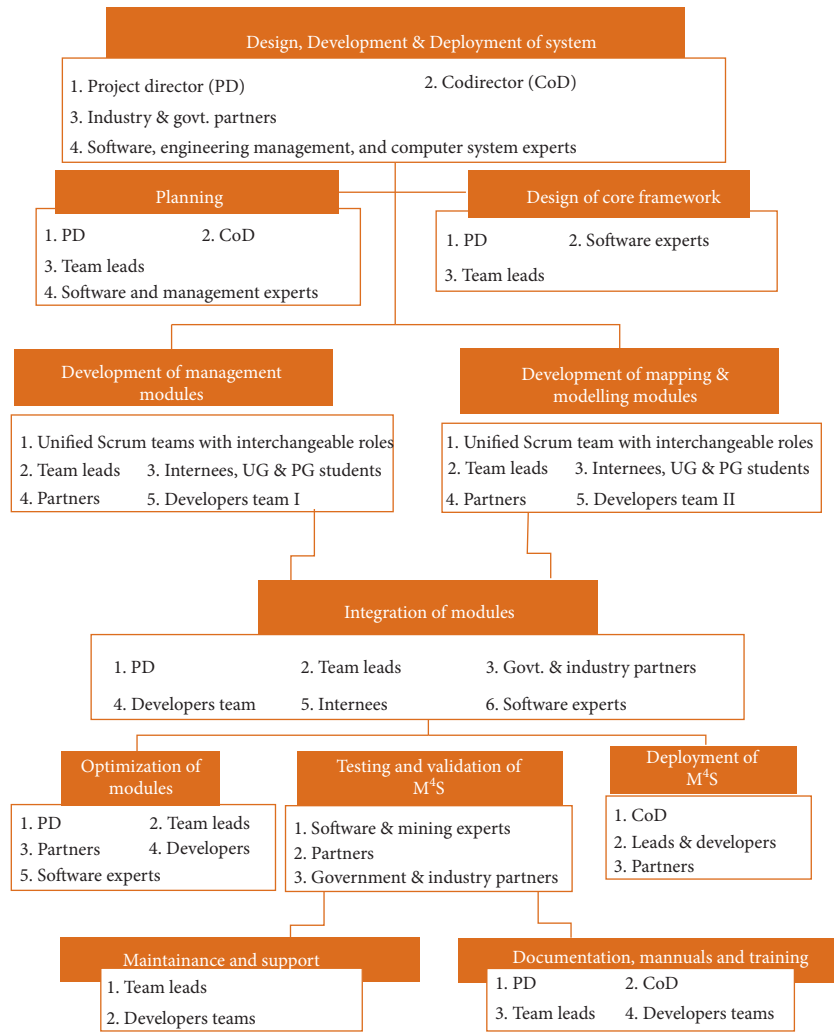 Design, Development & Deployment of system
1. Project director (PD)
2. Codirector (CoD)
3. Industry & govt. partners
4. Software, engineering management, and computer system experts
Planning
1. PD
2. CoD
3. Team leads
4. Software and management experts
Design of core framework
1. PD
2. Software experts
3. Team leads
Development of management
modules
1. Unified Scrum teams with interchangeable roles
2. Team leads
3. Internees, UG & PG students
4. Partners
5. Developers team I
Development of mapping &
modelling modules
1. Unified Scrum team with interchangeable roles
2. Team leads
3. Internees, UG & PG students
4. Partners
5. Developers team II
Integration of modules
1. PD
2. Team leads
3. Govt. & industry partners
4. Developers team
5. Internees
6. Software experts
Optimization of
modules
1. PD
2. Team leads
3. Partners
4. Developers
5. Software experts
Testing and validation of
M⁴S
1. Software & mining experts
2. Partners
3. Government & industry partners
Deployment of
M⁴S
1. CoD
2. Leads & developers
3. Partners
Maintainance and support
1. Team leads
2. Developers teams
Documentation, mannuals and training
1. PD
2. CoD
3. Team leads
4. Developers teams